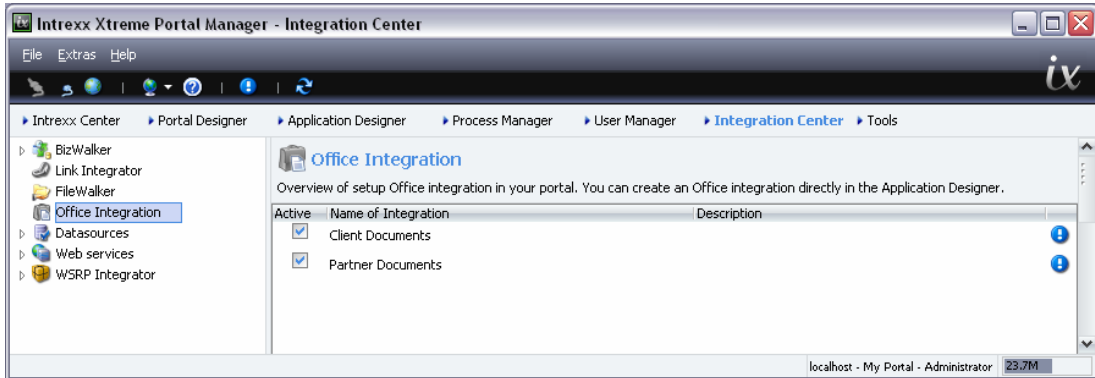 Intrexx Xtreme Portal Manager - Integration Center
File Extras Help
ix
Intrexx Center Portal Designer Application Designer Process Manager User Manager Integration Center Tools
BizWalker
Link Integrator
FileWalker
Office Integration
Datasources
Web services
WSRP Integrator
Office Integration
Overview of setup Office integration in your portal. You can create an Office integration directly in the Application Designer.
Active Name of Integration Description
Client Documents
Partner Documents
localhost - My Portal - Administrator 23.7M